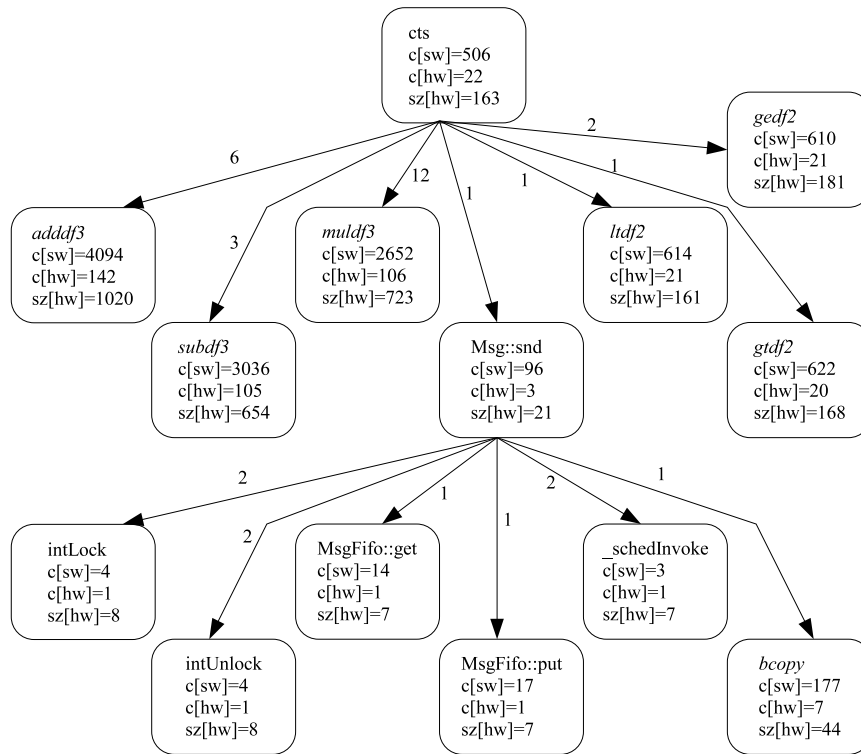 cts
c[sw]=506
c[hw]=22
sz[hw]=163
gedf2
c[sw]=610
c[hw]=21
sz[hw]=181
6
3
12
1
1
1
2
adddf3
c[sw]=4094
c[hw]=142
sz[hw]=1020
muldf3
c[sw]=2652
c[hw]=106
sz[hw]=723
ltdf2
c[sw]=614
c[hw]=21
sz[hw]=161
subdf3
c[sw]=3036
c[hw]=105
sz[hw]=654
Msg::snd
c[sw]=96
c[hw]=3
sz[hw]=21
gtdf2
c[sw]=622
c[hw]=20
sz[hw]=168
2
2
1
1
2
1
intLock
c[sw]=4
c[hw]=1
sz[hw]=8
MsgFifo::get
c[sw]=14
c[hw]=1
sz[hw]=7
_schedInvoke
c[sw]=3
c[hw]=1
sz[hw]=7
intUnlock
c[sw]=4
c[hw]=1
sz[hw]=8
MsgFifo::put
c[sw]=17
c[hw]=1
sz[hw]=7
bcopy
c[sw]=177
c[hw]=7
sz[hw]=44